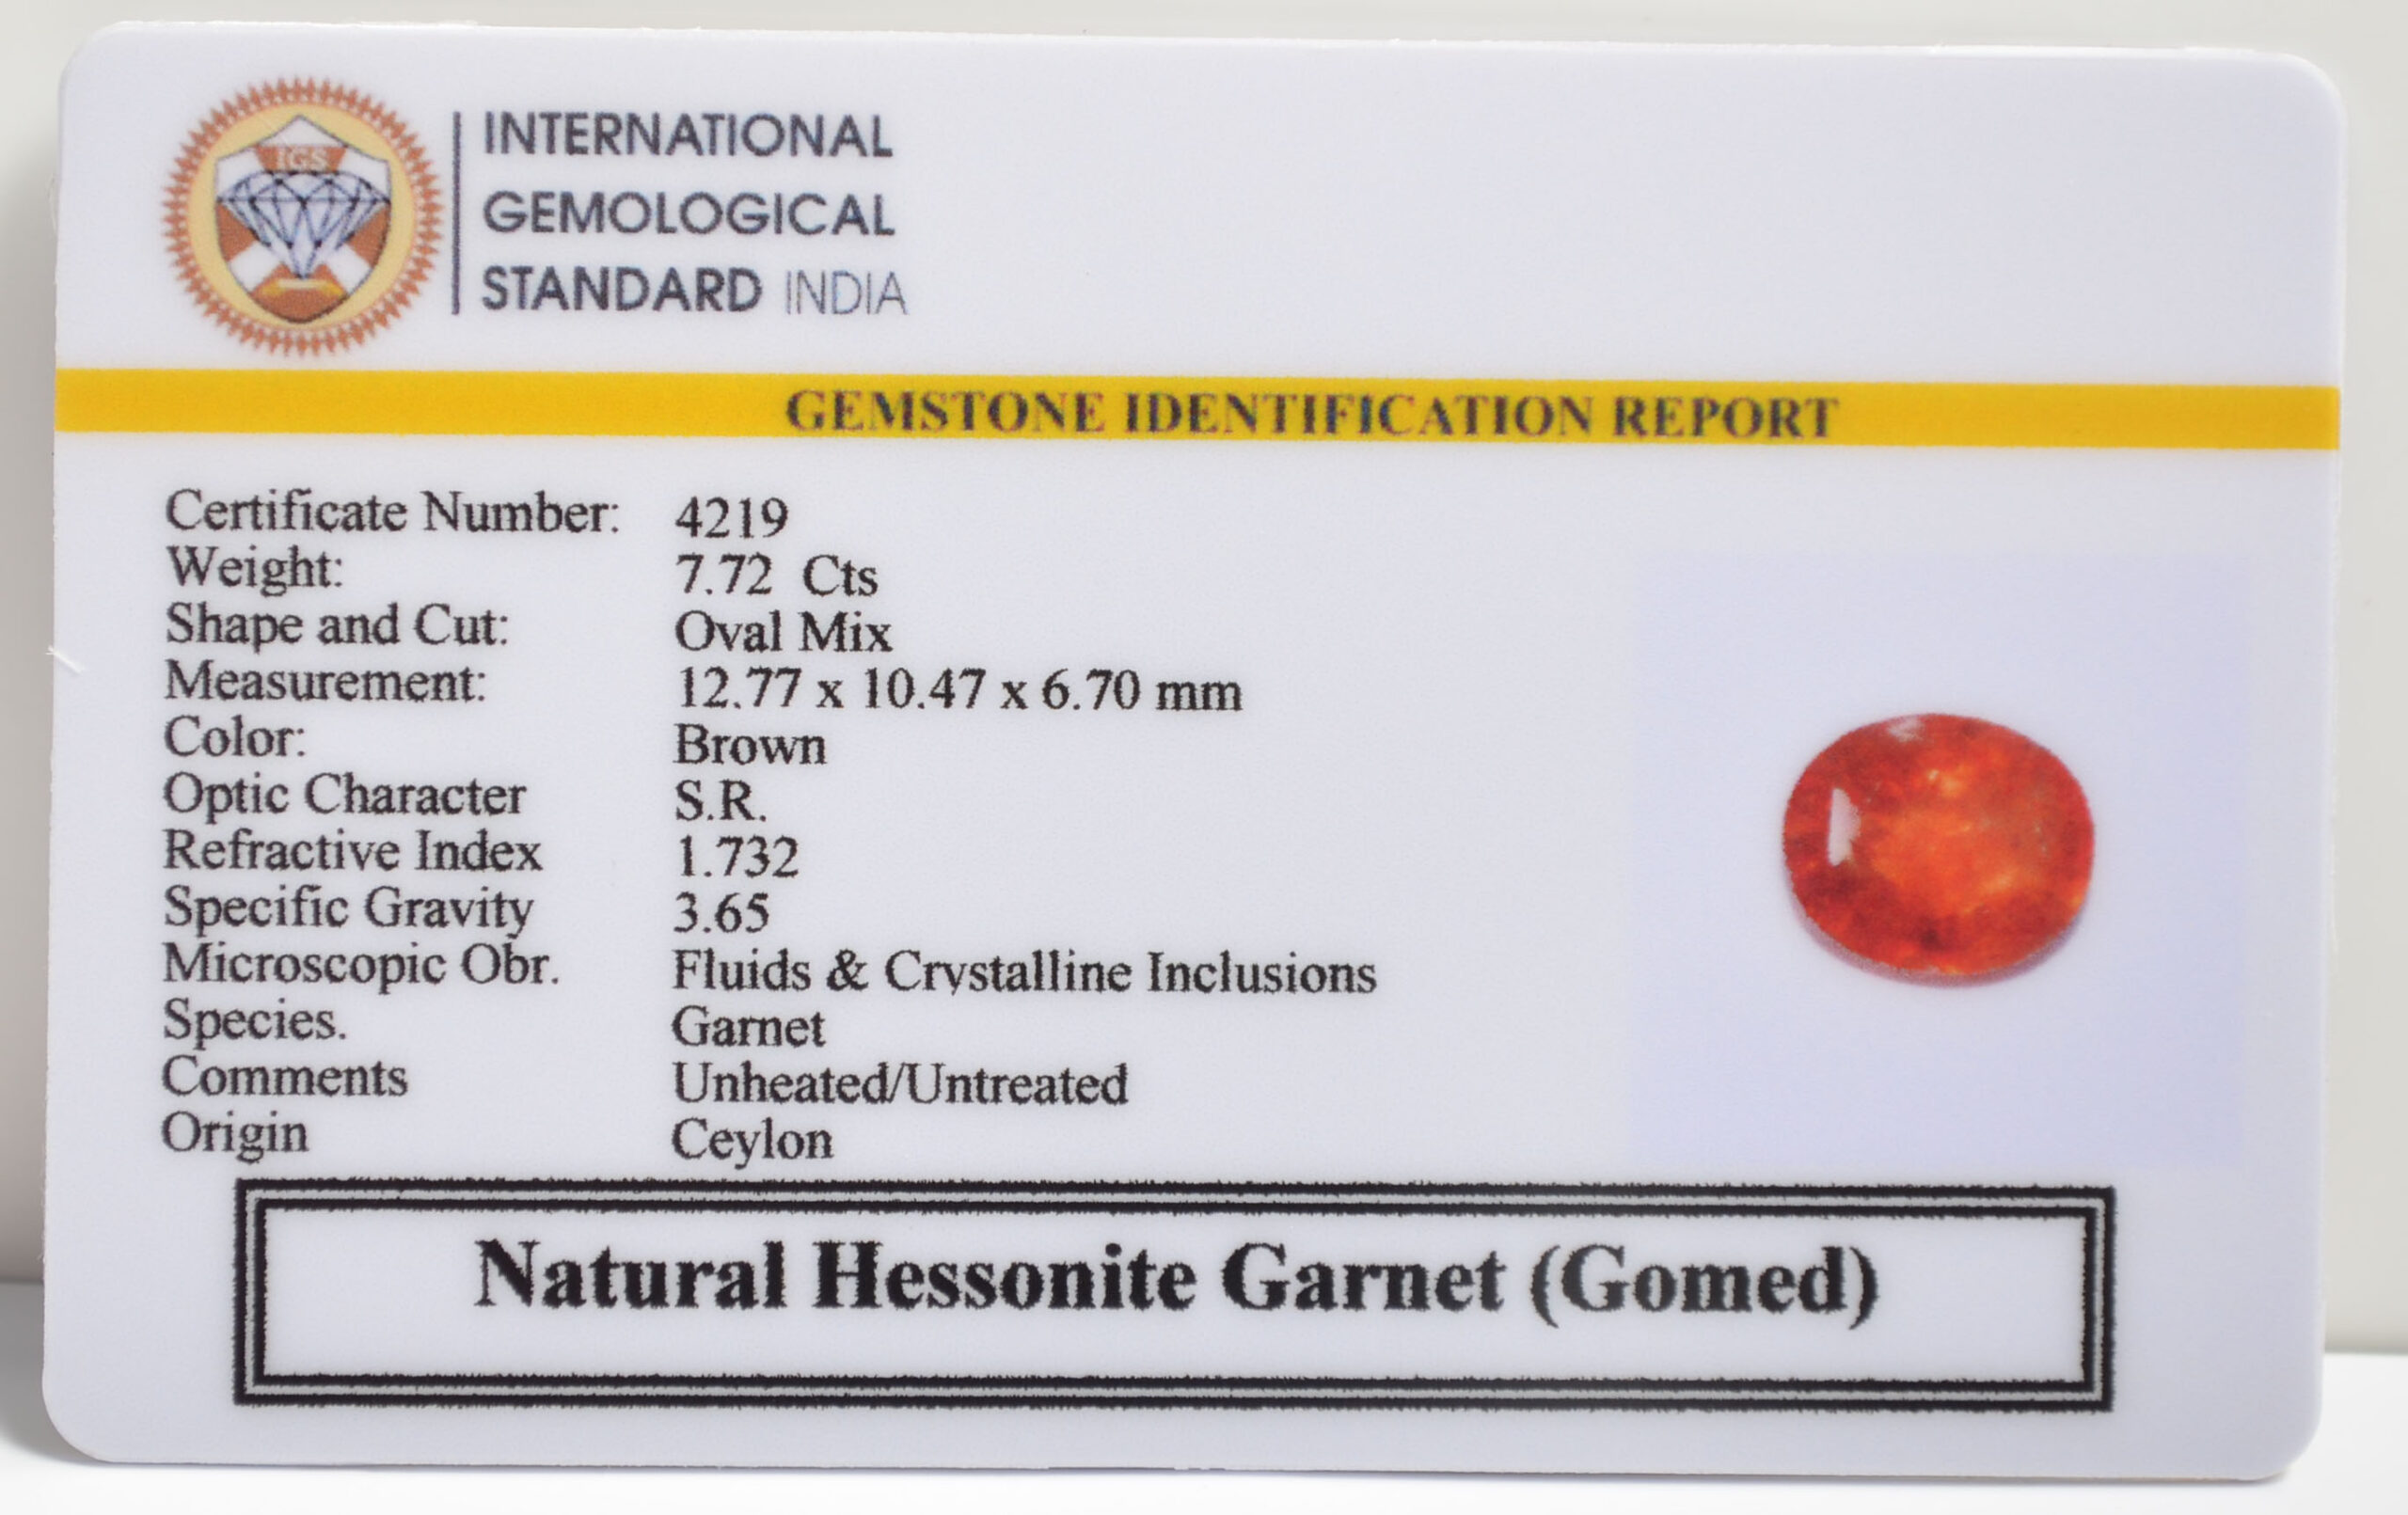 IGS
INTERNATIONAL
GEMOLOGICAL
STANDARD INDIA
GEMSTONE IDENTIFICATION REPORT
Certificate Number: 4219
Weight: 7.72 Cts
Shape and Cut: Oval Mix
Measurement: 12.77 x 10.47 x 6.70 mm
Color: Brown
Optic Character S.R.
Refractive Index 1.732
Specific Gravity 3.65
Microscopic Obr. Fluids & Crystalline Inclusions
Species. Garnet
Comments Unheated/Untreated
Origin Ceylon
Natural Hessonite Garnet (Gomed)